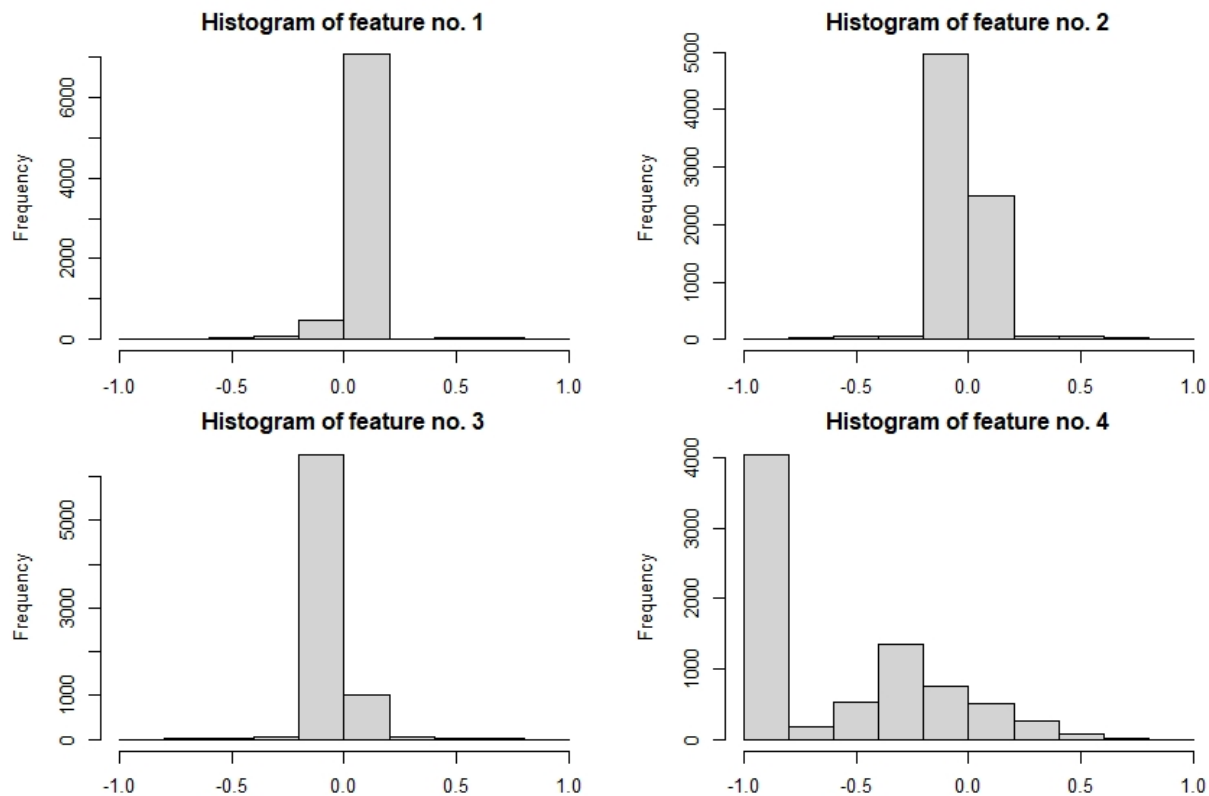 Histogram of feature no. 1
Frequency
0 2000 4000 6000
-1.0 -0.5 0.0 0.5 1.0
Histogram of feature no. 2
Frequency
0 1000 2000 3000 4000 5000
-1.0 -0.5 0.0 0.5 1.0
Histogram of feature no. 3
Frequency
0 1000 3000 5000
-1.0 -0.5 0.0 0.5 1.0
Histogram of feature no. 4
Frequency
0 1000 2000 3000 4000
-1.0 -0.5 0.0 0.5 1.0